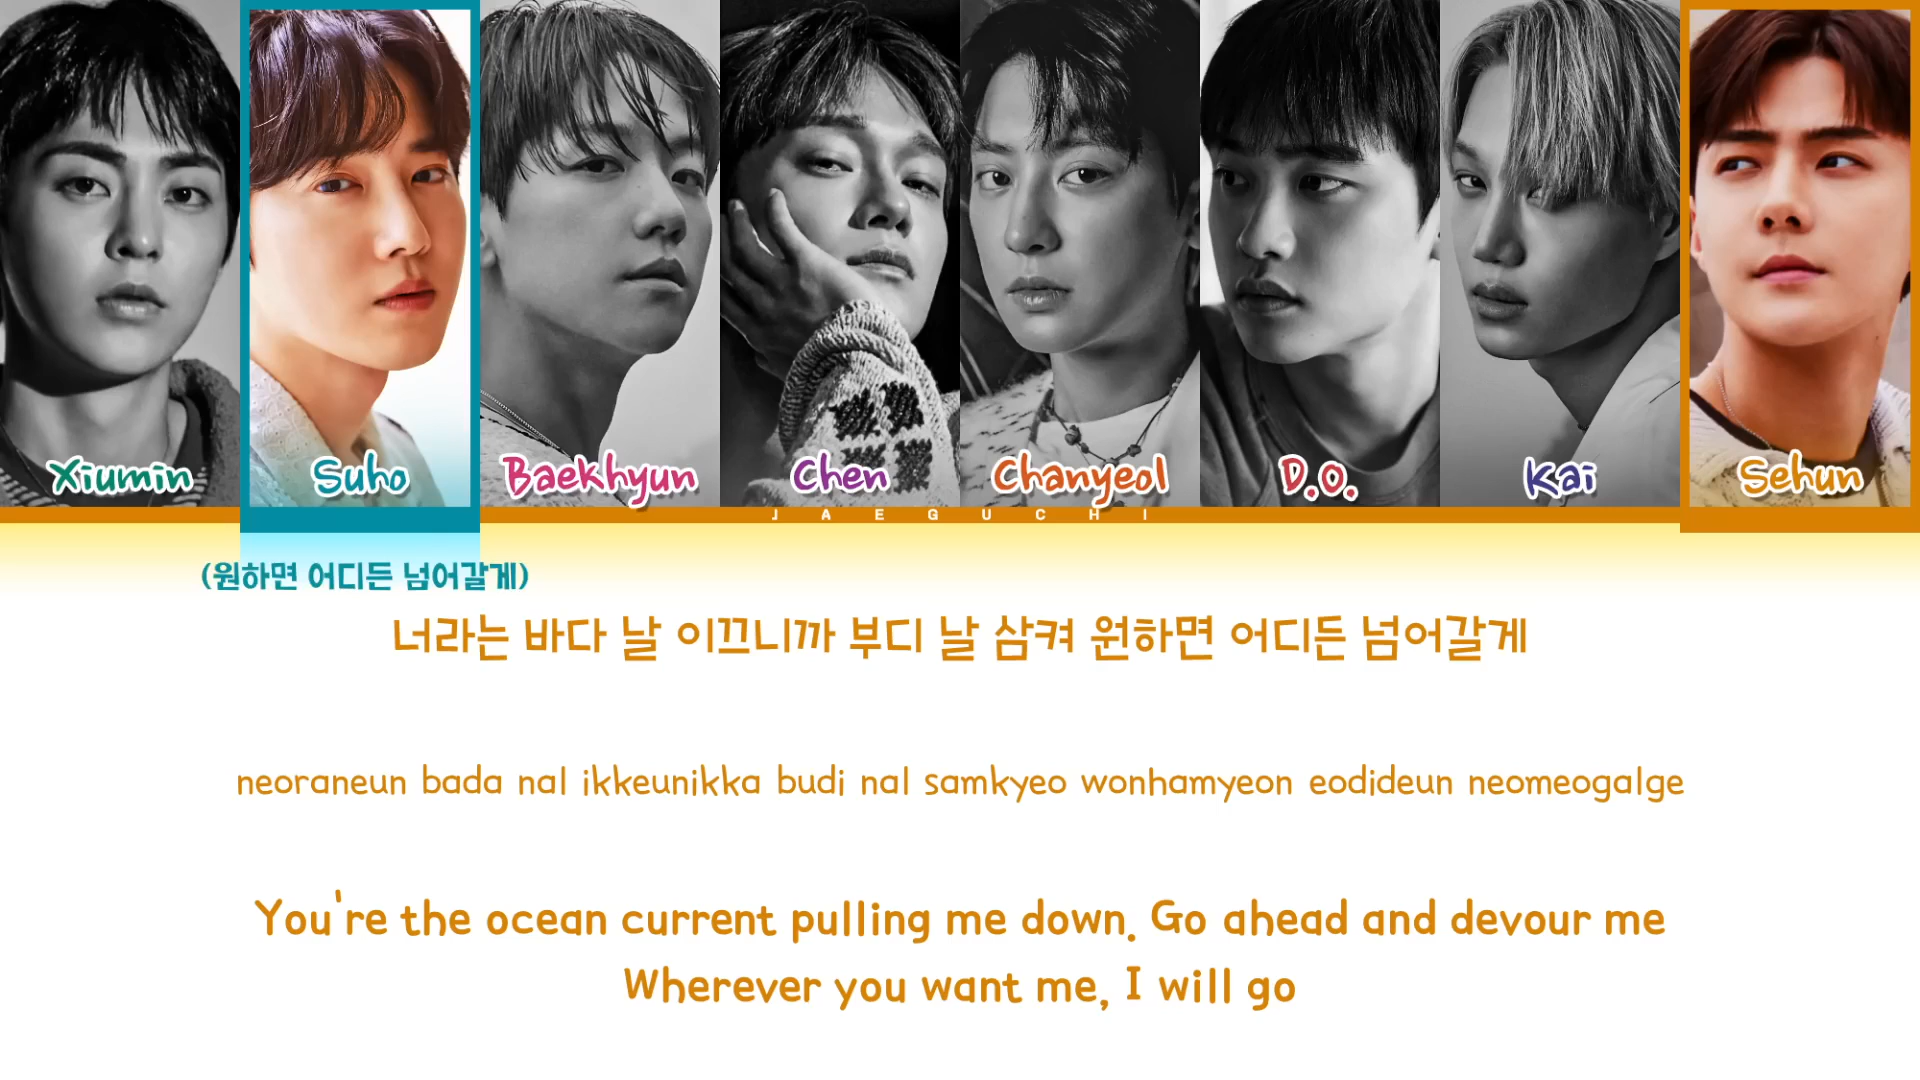 Xiumin Suho Baekhyun Chen Chanyeol D.O. Kai Sehun
JAEGUCHI
(원하면 어디든 넘어갈게)
너라는 바다 날 이끄니까 부디 날 삼켜 원하면 어디든 넘어갈게
neoraneun bada nal ikkeunikka budi nal samkyeo wonhamyeon eodideun neomeogalge
You're the ocean current pulling me down. Go ahead and devour me
Wherever you want me, I will go